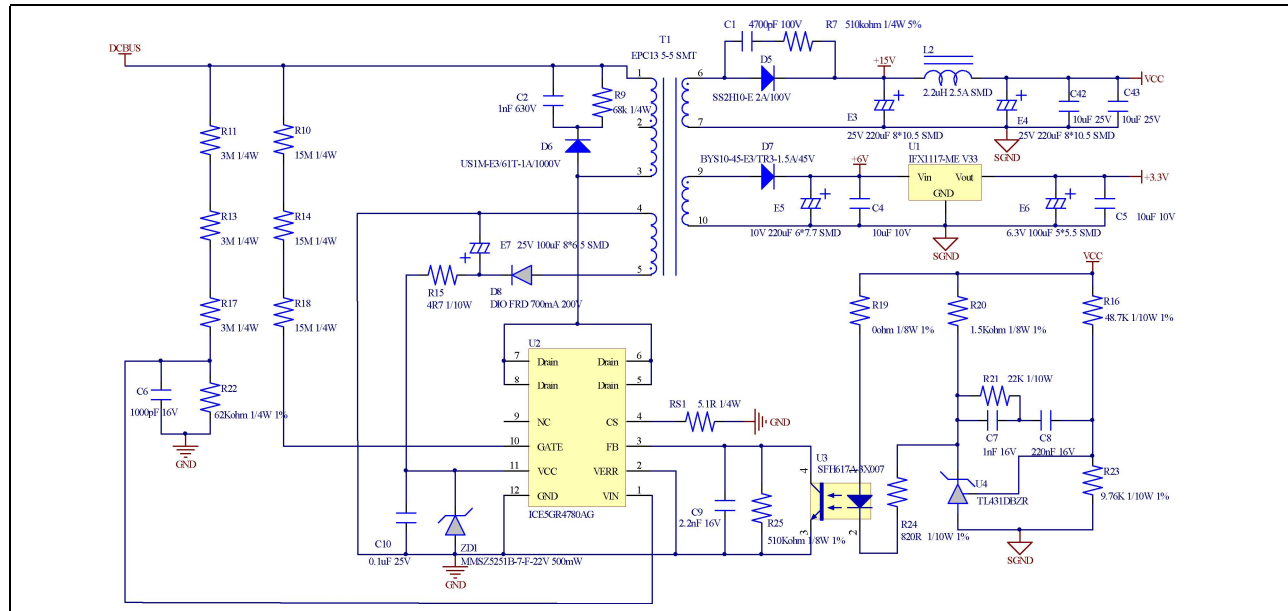 DCBUS
T1
EPC13 5-5 SMT
C1
4700pF 100V
R7 510kohm 1/4W 5%
D5
SS2H10-E 2A/100V
+15V
L2
2.2uH 2.5A SMD
VCC
C2
1nF 630V
R9
68k 1/4W
E3
25V 220uF 8*10.5 SMD
E4
25V 220uF 8*10.5 SMD
C42
10uF 25V
C43
10uF 25V
SGND
1
2
3
4
5
6
7
9
10
R11
3M 1/4W
R10
15M 1/4W
D6
US1M-E3/61T-1A/1000V
D7
BYS10-45-E3/TR3-1.5A/45V
+6V
U1
IFX1117-ME V33
Vin
Vout
GND
+3.3V
R13
3M 1/4W
R14
15M 1/4W
E5
10V 220uF 6*7.7 SMD
C4
10uF 10V
E6
6.3V 100uF 5*5.5 SMD
C5
10uF 10V
SGND
E7 25V 100uF 8*6.5 SMD
R15
4R7 1/10W
D8
DIO FRD 700mA 200V
R17
3M 1/4W
R18
15M 1/4W
VCC
R19
0ohm 1/8W 1%
R20
1.5Kohm 1/8W 1%
R16
48.7K 1/10W 1%
U2
7
Drain
Drain
6
8
Drain
Drain
5
9
NC
CS
4
10
GATE
FB
3
11
VCC
VERR
2
12
GND
VIN
1
ICE5GR4780AG
RS1 5.1R 1/4W
GND
C6
1000pF 16V
R22
62Kohm 1/4W 1%
GND
R21 22K 1/10W
C7
1nF 16V
C8
220nF 16V
U3
SFH617A-3X007
4
3
2
U4
TL431DBZR
R23
9.76K 1/10W 1%
R24
820R 1/10W 1%
C9
2.2nF 16V
R25
510Kohm 1/8W 1%
C10
0.1uF 25V
ZD1
MMSZ5251B-7-F-22V 500mW
GND
SGND